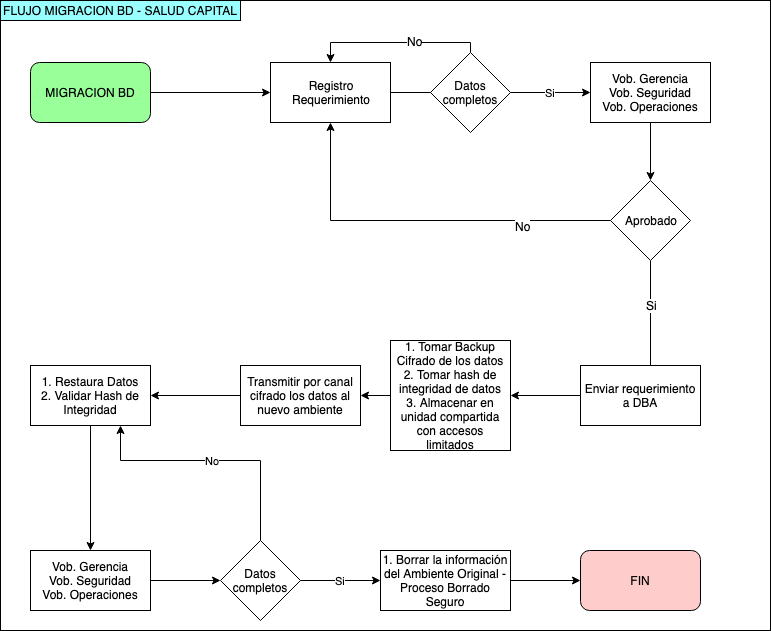 FLUJO MIGRACION BD - SALUD CAPITAL
No
MIGRACION BD
Registro
Requerimiento
Datos
completos
Si
Vob. Gerencia
Vob. Seguridad
Vob. Operaciones
Aprobado
No
Si
1. Restaura Datos
2. Validar Hash de
Integridad
Transmitir por canal
cifrado los datos al
nuevo ambiente
1. Tomar Backup
Cifrado de los datos
2. Tomar hash de
integridad de datos
3. Almacenar en
unidad compartida
con accesos
limitados
Enviar requerimiento
a DBA
No
Vob. Gerencia
Vob. Seguridad
Vob. Operaciones
Datos
completos
Si
1. Borrar la información
del Ambiente Original -
Proceso Borrado
Seguro
FIN